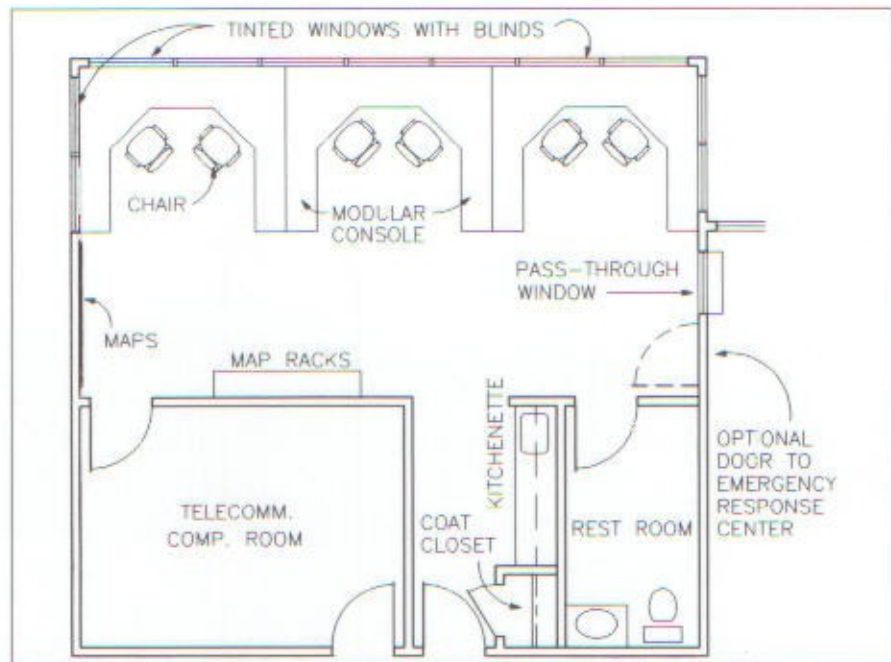 TINTED WINDOWS WITH BLINDS
CHAIR
MODULAR
CONSOLE
PASS-THROUGH
WINDOW
MAPS
MAP RACKS
KITCHENETTE
OPTIONAL
DOOR TO
EMERGENCY
RESPONSE
CENTER
TELECOMM.
COMP. ROOM
COAT
CLOSET
REST ROOM